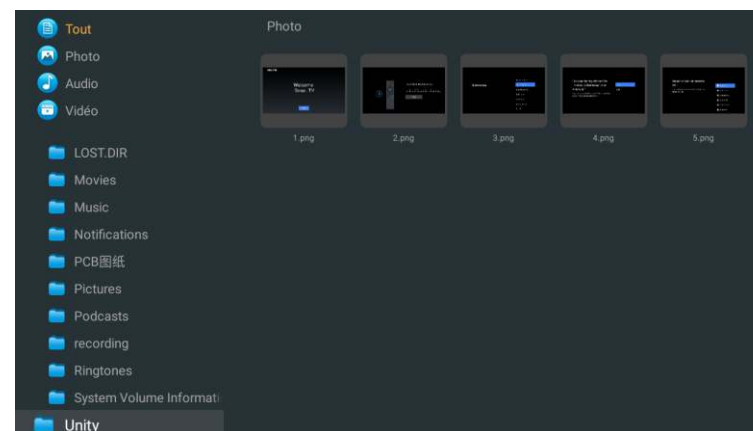 Tout
Photo
Audio
Vidéo
LOST.DIR
Movies
Music
Notifications
PCB图纸
Pictures
Podcasts
recording
Ringtones
System Volume Informati
Unity
Photo
Welcome
1.png
2.png
3.png
4.png
5.png